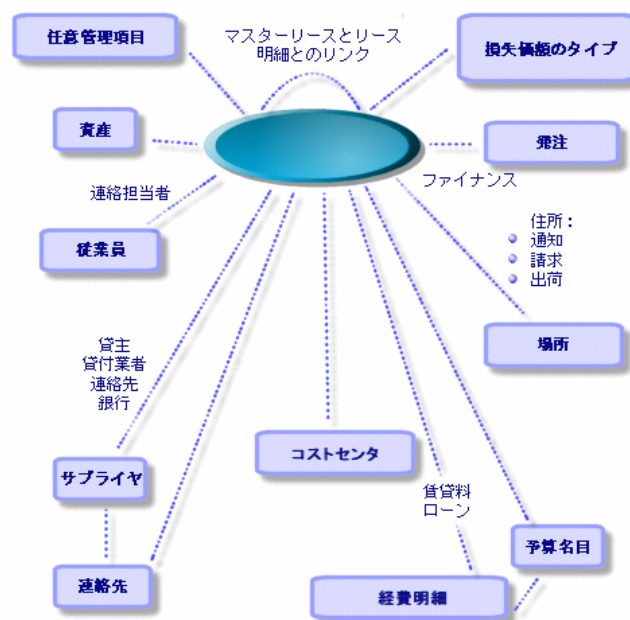 任意管理項目
マスターリースとリース
明細とのリンク
損失価額のタイプ
資産
発注
連絡担当者
ファイナンス
従業員
住所：
通知
請求
出荷
場所
貸主
貸付業者
連絡先
銀行
コストセンタ
サプライヤ
賃貸料
ローン
予算名目
連絡先
経費明細